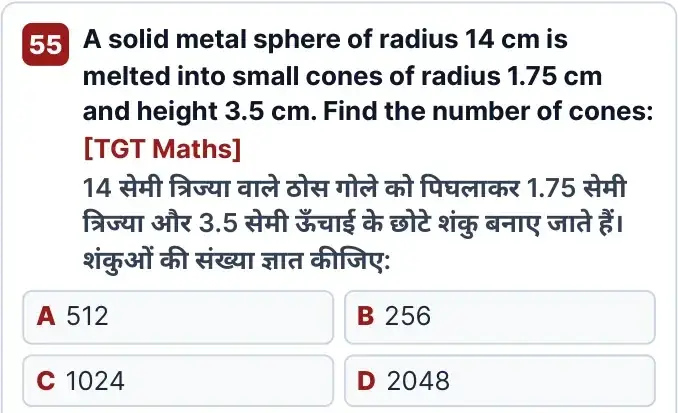 55 A solid metal sphere of radius 14 cm is
melted into small cones of radius 1.75 cm
and height 3.5 cm. Find the number of cones:
[TGT Maths]
14 सेमी त्रिज्या वाले ठोस गोले को पिघलाकर 1.75 सेमी
त्रिज्या और 3.5 सेमी ऊँचाई के छोटे शंकु बनाए जाते हैं।
शंकुओं की संख्या ज्ञात कीजिए:
A 512
B 256
C 1024
D 2048